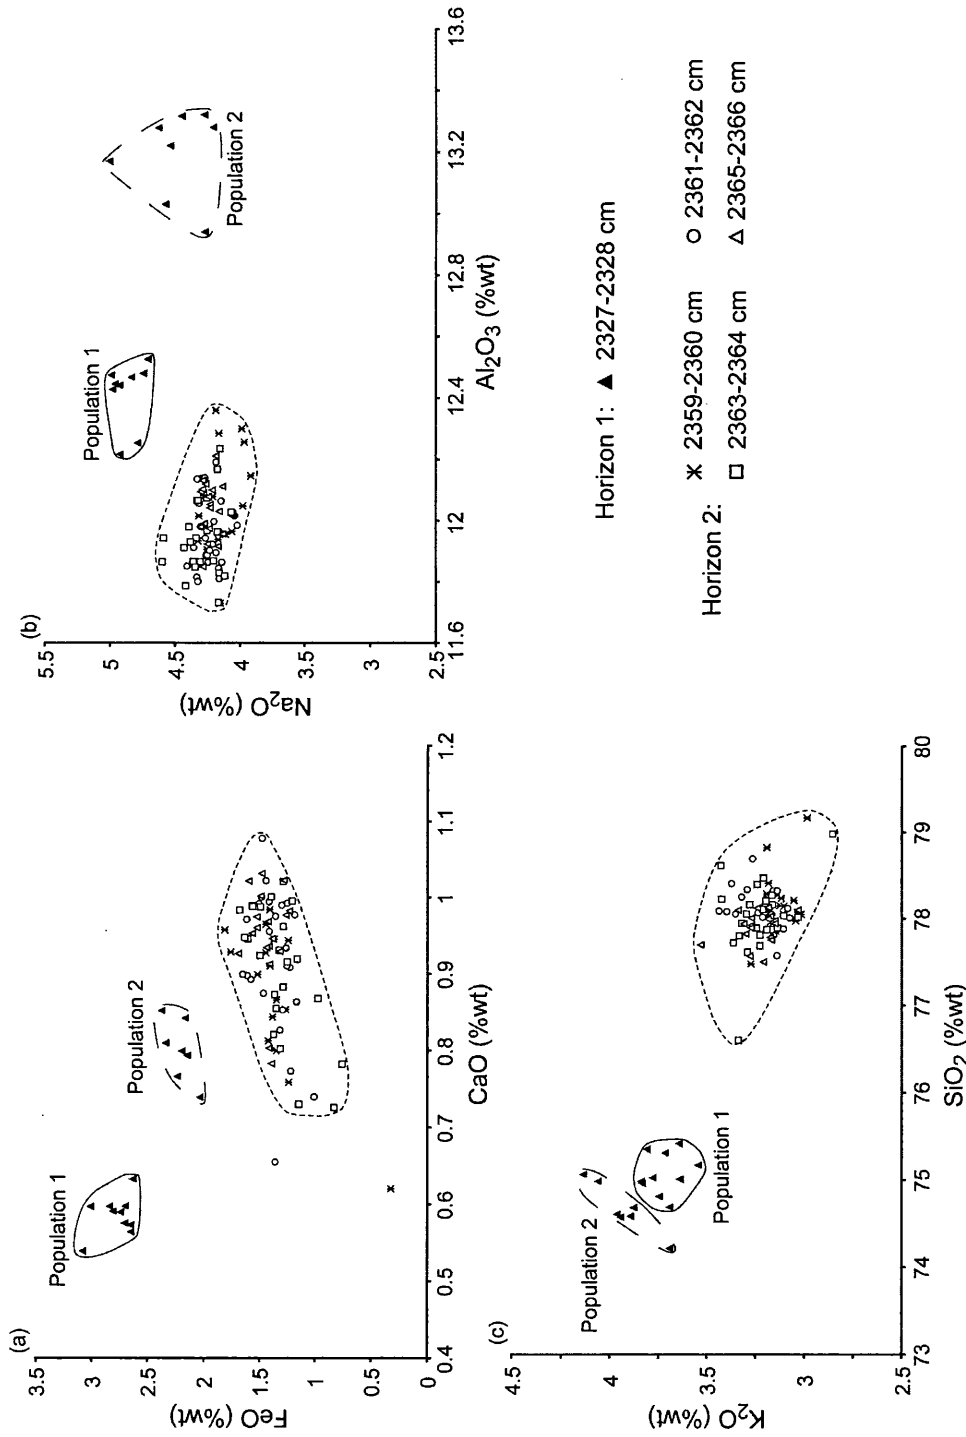 (a)
3.5
3
2.5
2
1.5
1
0.5
0
FeO (%wt)
0.4 0.5 0.6 0.7 0.8 0.9 1 1.1 1.2
CaO (%wt)
Population 1
Population 2
(b)
5.5
5
4.5
4
3.5
3
2.5
Na₂O (%wt)
11.6 12 12.4 12.8 13.2 13.6
Al₂O₃ (%wt)
Population 1
Population 2
(c)
4.5
3.5
2.5
K₂O (%wt)
73 74 75 76 77 78 79 80
SiO₂ (%wt)
Population 2
Population 1
Horizon 1: ▲ 2327-2328 cm
Horizon 2:
2359-2360 cm ○ 2361-2362 cm
□ 2363-2364 cm △ 2365-2366 cm